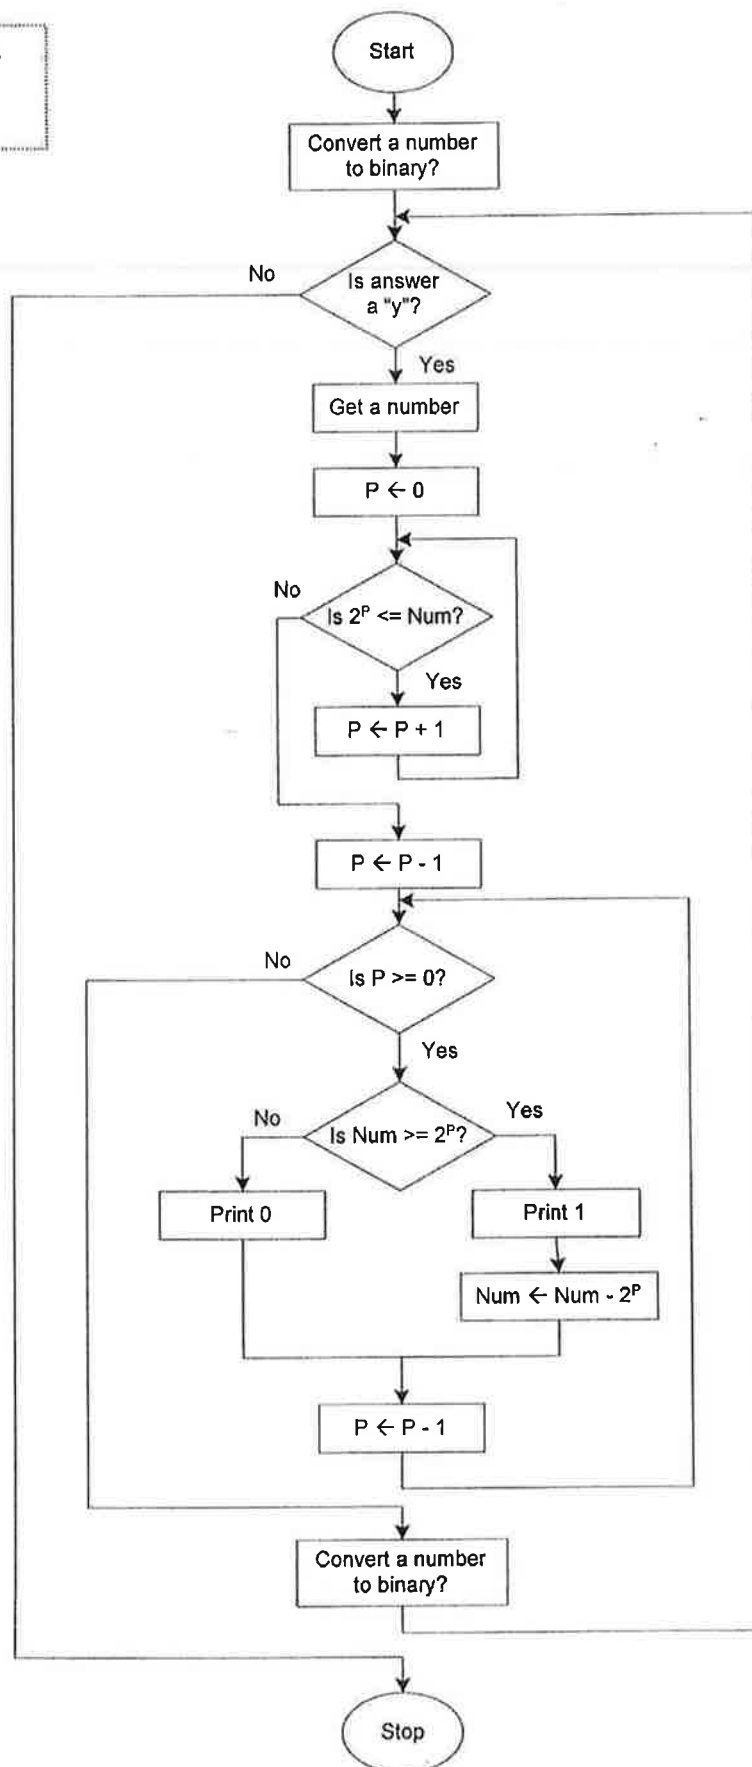 Start
Convert a number
to binary?
No
Is answer
a "y"?
Yes
Get a number
P ← 0
No
Is 2ᴾ <= Num?
Yes
P ← P + 1
P ← P - 1
No
Is P >= 0?
Yes
No
Is Num >= 2ᴾ?
Yes
Print 0
Print 1
Num ← Num - 2ᴾ
P ← P - 1
Convert a number
to binary?
Stop